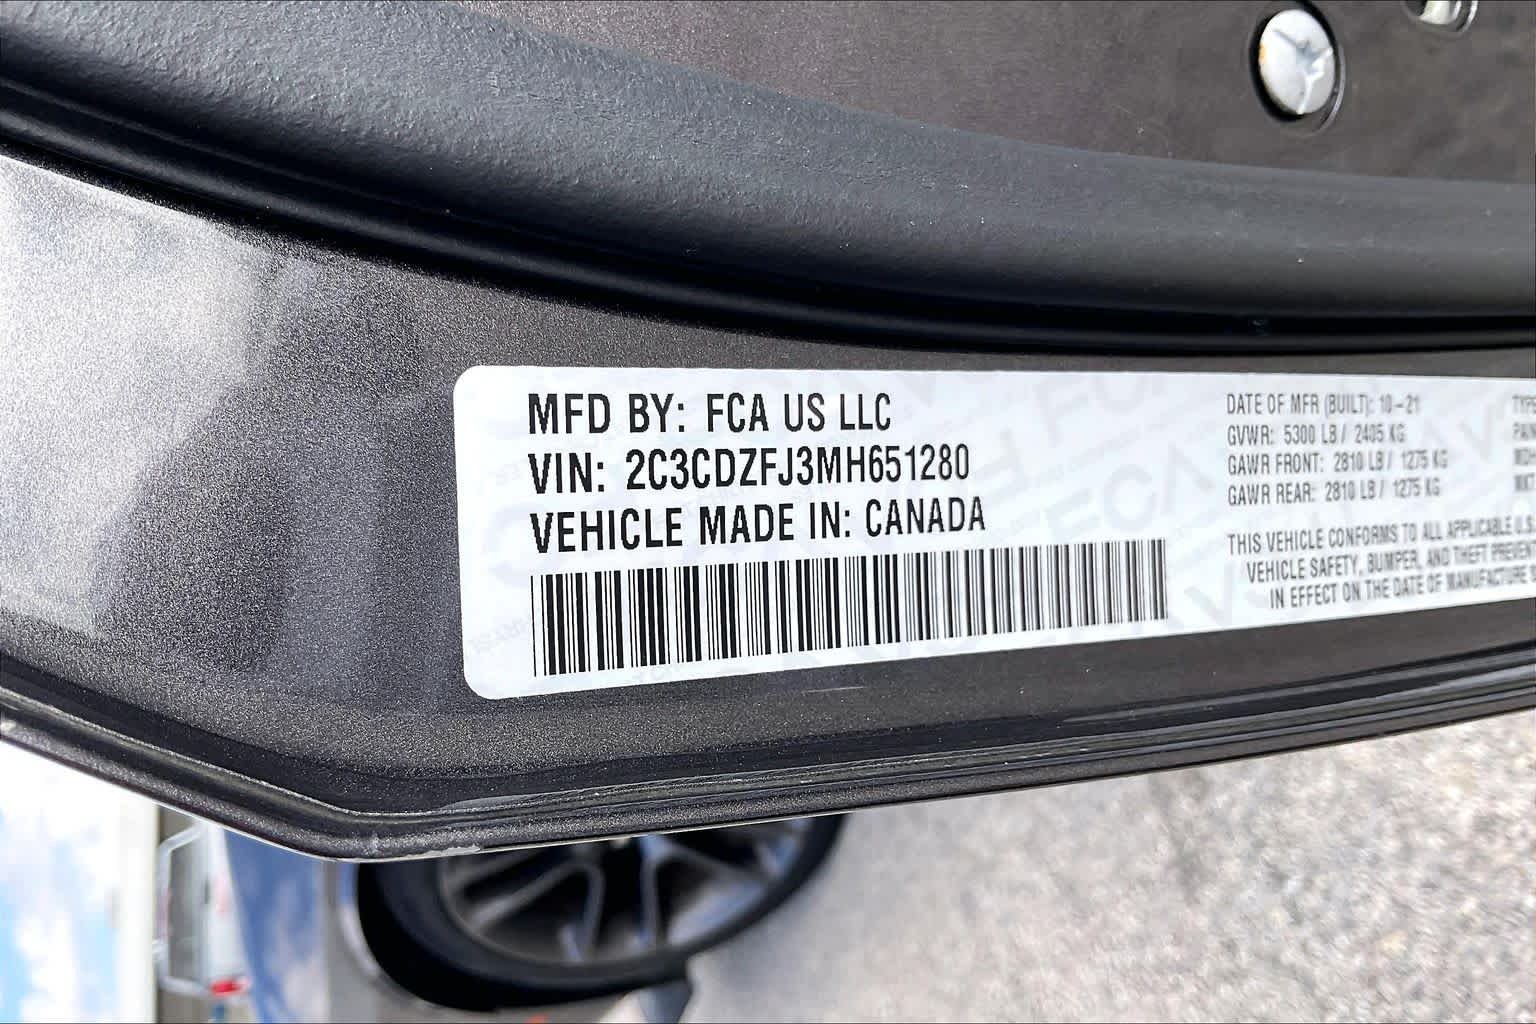 MFD BY: FCA US LLC
VIN: 2C3CDZFJ3MH651280
VEHICLE MADE IN: CANADA
DATE OF MFR (BUILT): 10-21
GVWR: 5300 LB / 2405 KG
GAWR FRONT: 2810 LB / 1275 KG
GAWR REAR: 2810 LB / 1275 KG
THIS VEHICLE CONFORMS TO ALL APPLICABLE U.S
VEHICLE SAFETY, BUMPER, AND THEFT PREVEN
IN EFFECT ON THE DATE OF MANUFACTURE
TYPE